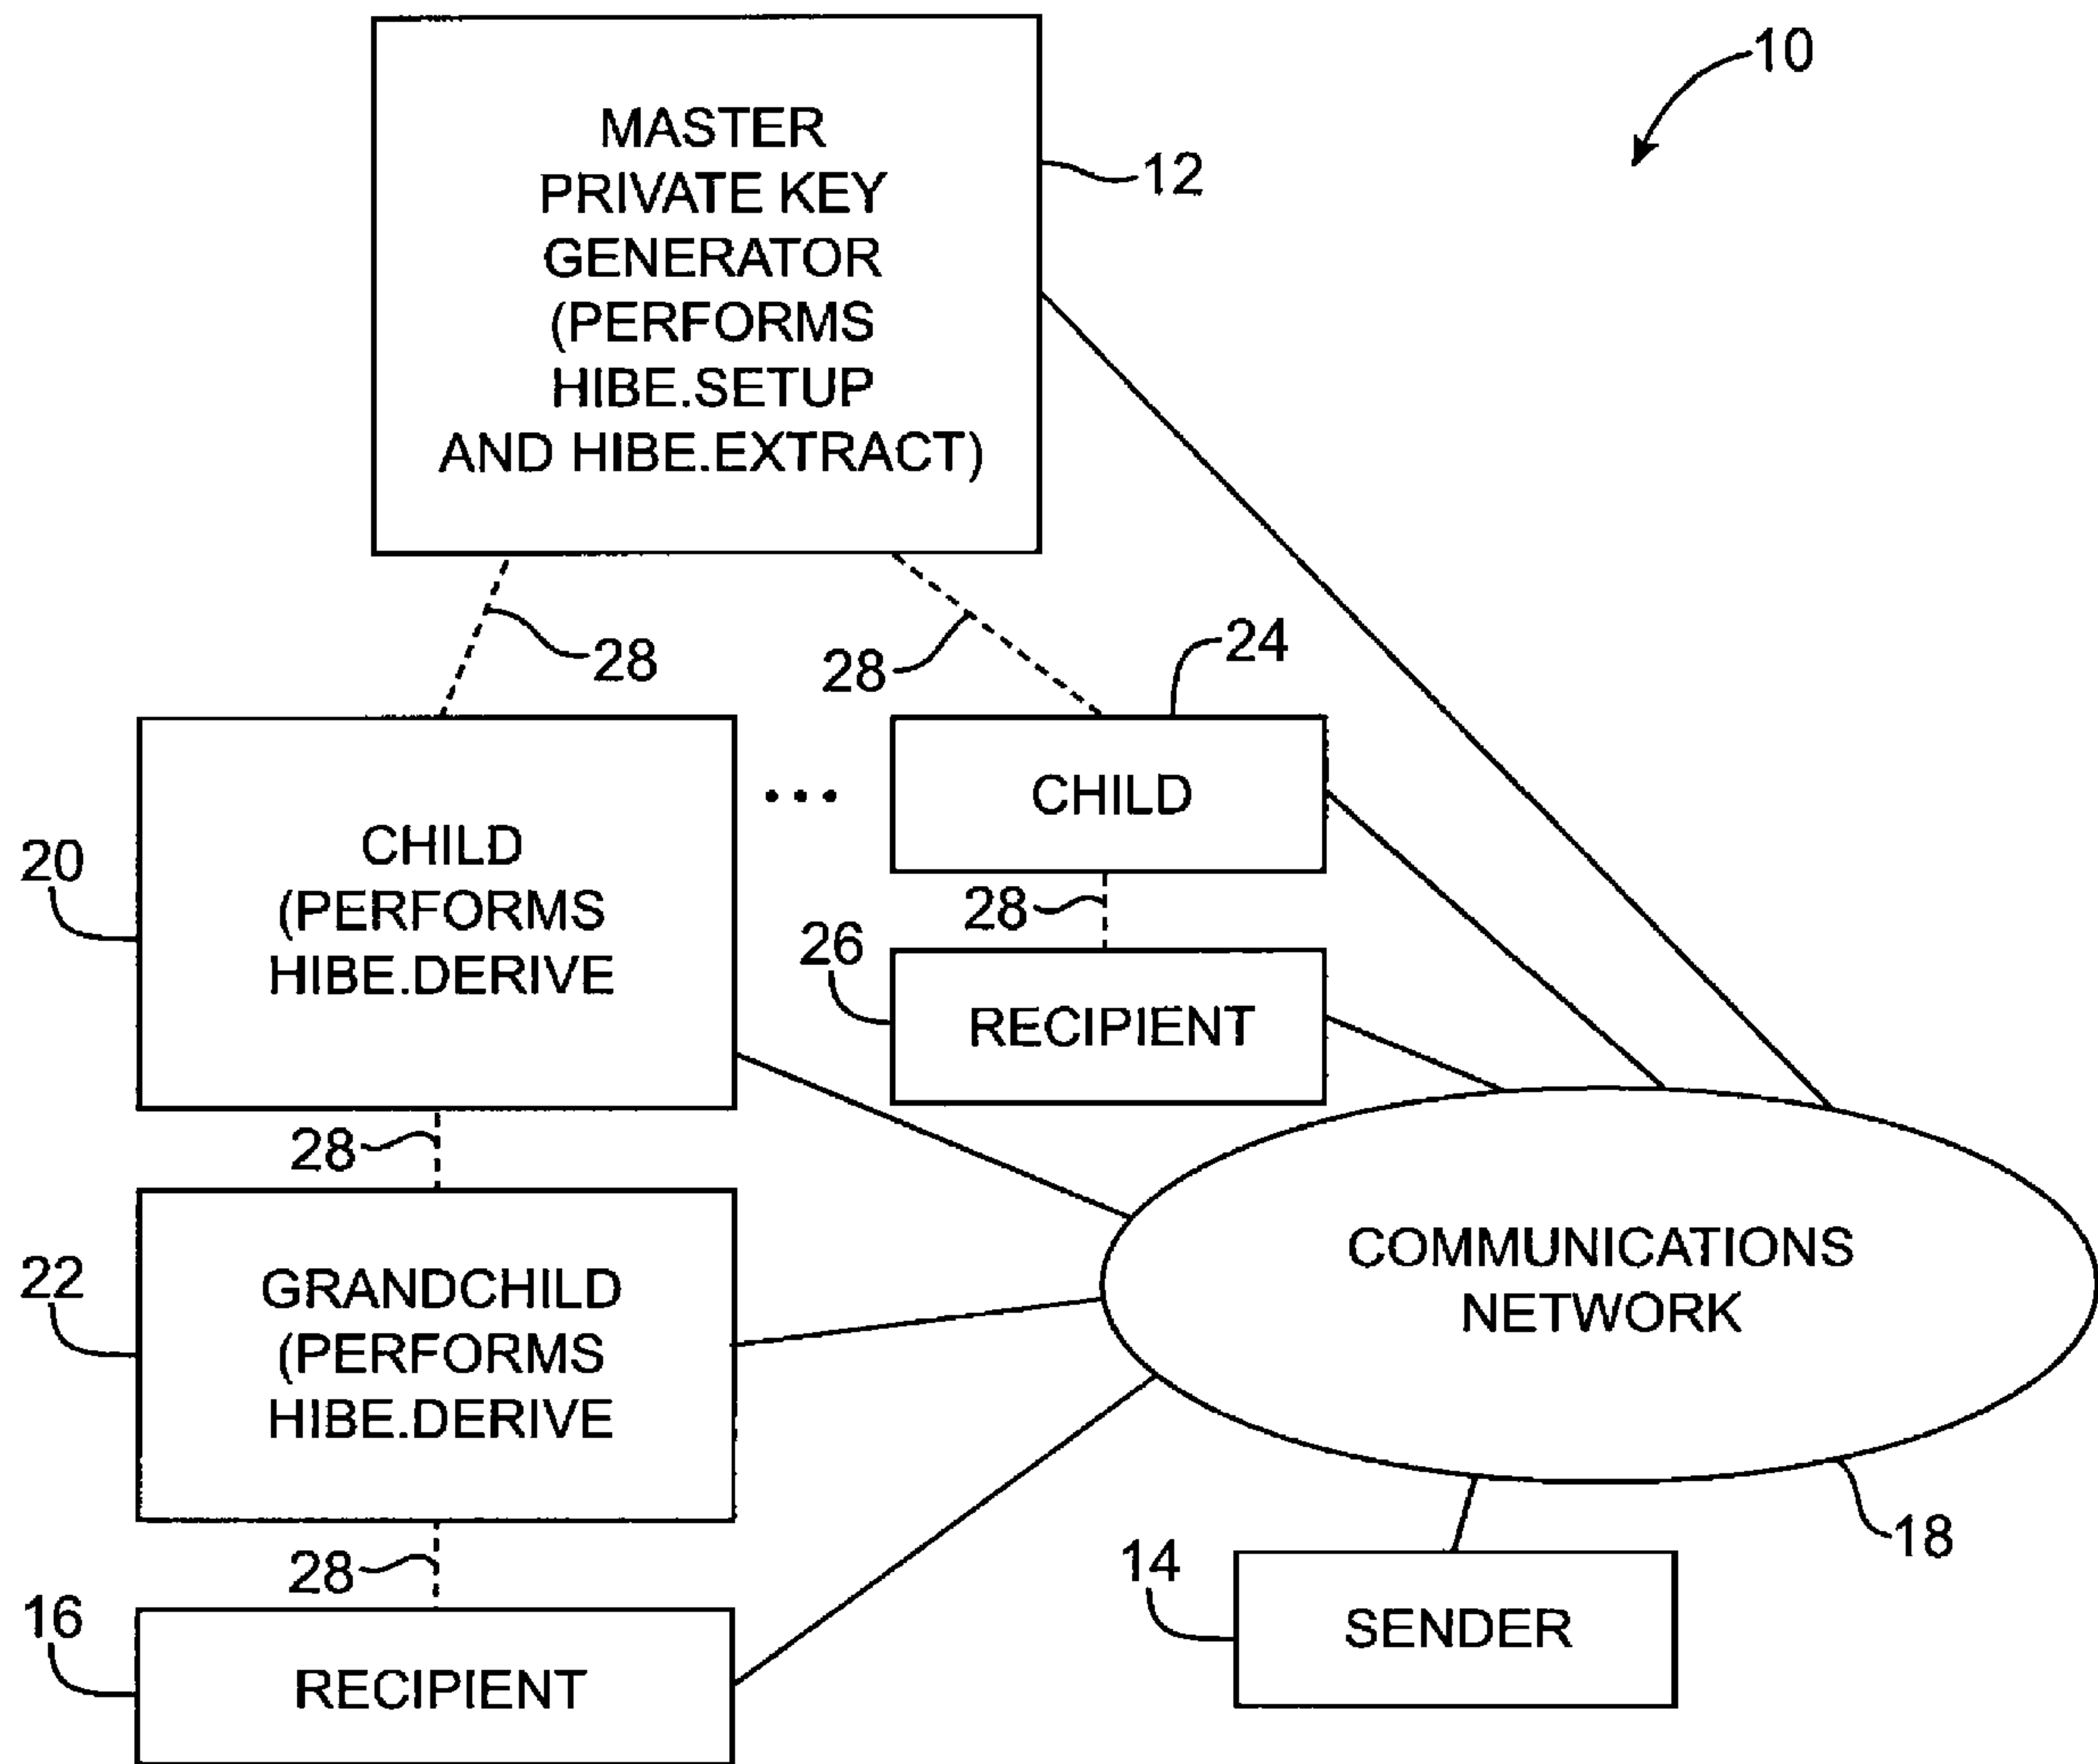 10
MASTER
PRIVATE KEY
GENERATOR
(PERFORMS
HIBE.SETUP
AND HIBE.EXTRACT)
12
28
28
24
20
CHILD
(PERFORMS
HIBE.DERIVE
...
CHILD
28
26
RECIPIENT
28
22
GRANDCHILD
(PERFORMS
HIBE.DERIVE
COMMUNICATIONS
NETWORK
18
28
16
RECIPIENT
14
SENDER